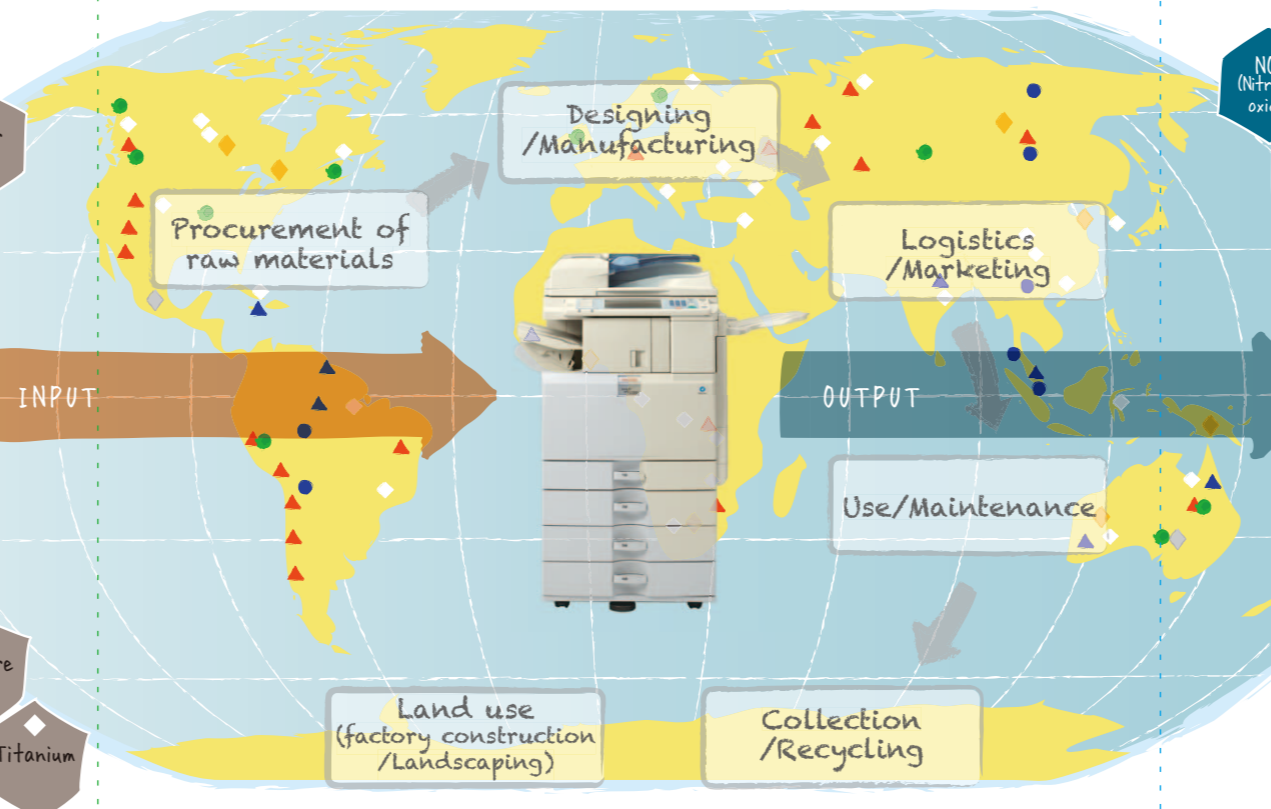 Designing
/Manufacturing
Procurement of
raw materials
Logistics
/Marketing
INPUT
OUTPUT
Use/Maintenance
Land use
(factory construction
/Landscaping)
Collection
/Recycling
Titanium